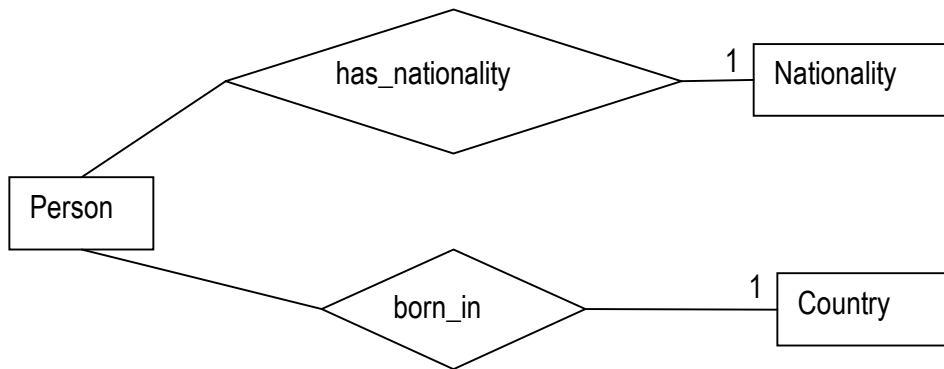 has_nationality
1
Nationality
Person
born_in
1
Country